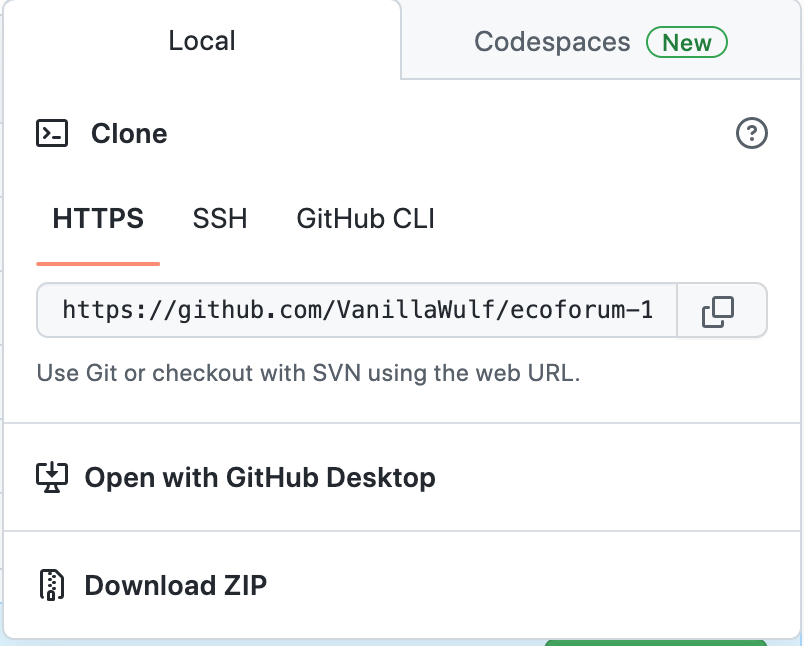 Local
Codespaces New
Clone
HTTPS SSH GitHub CLI
https://github.com/VanillaWulf/ecoforum-1
Use Git or checkout with SVN using the web URL.
Open with GitHub Desktop
Download ZIP